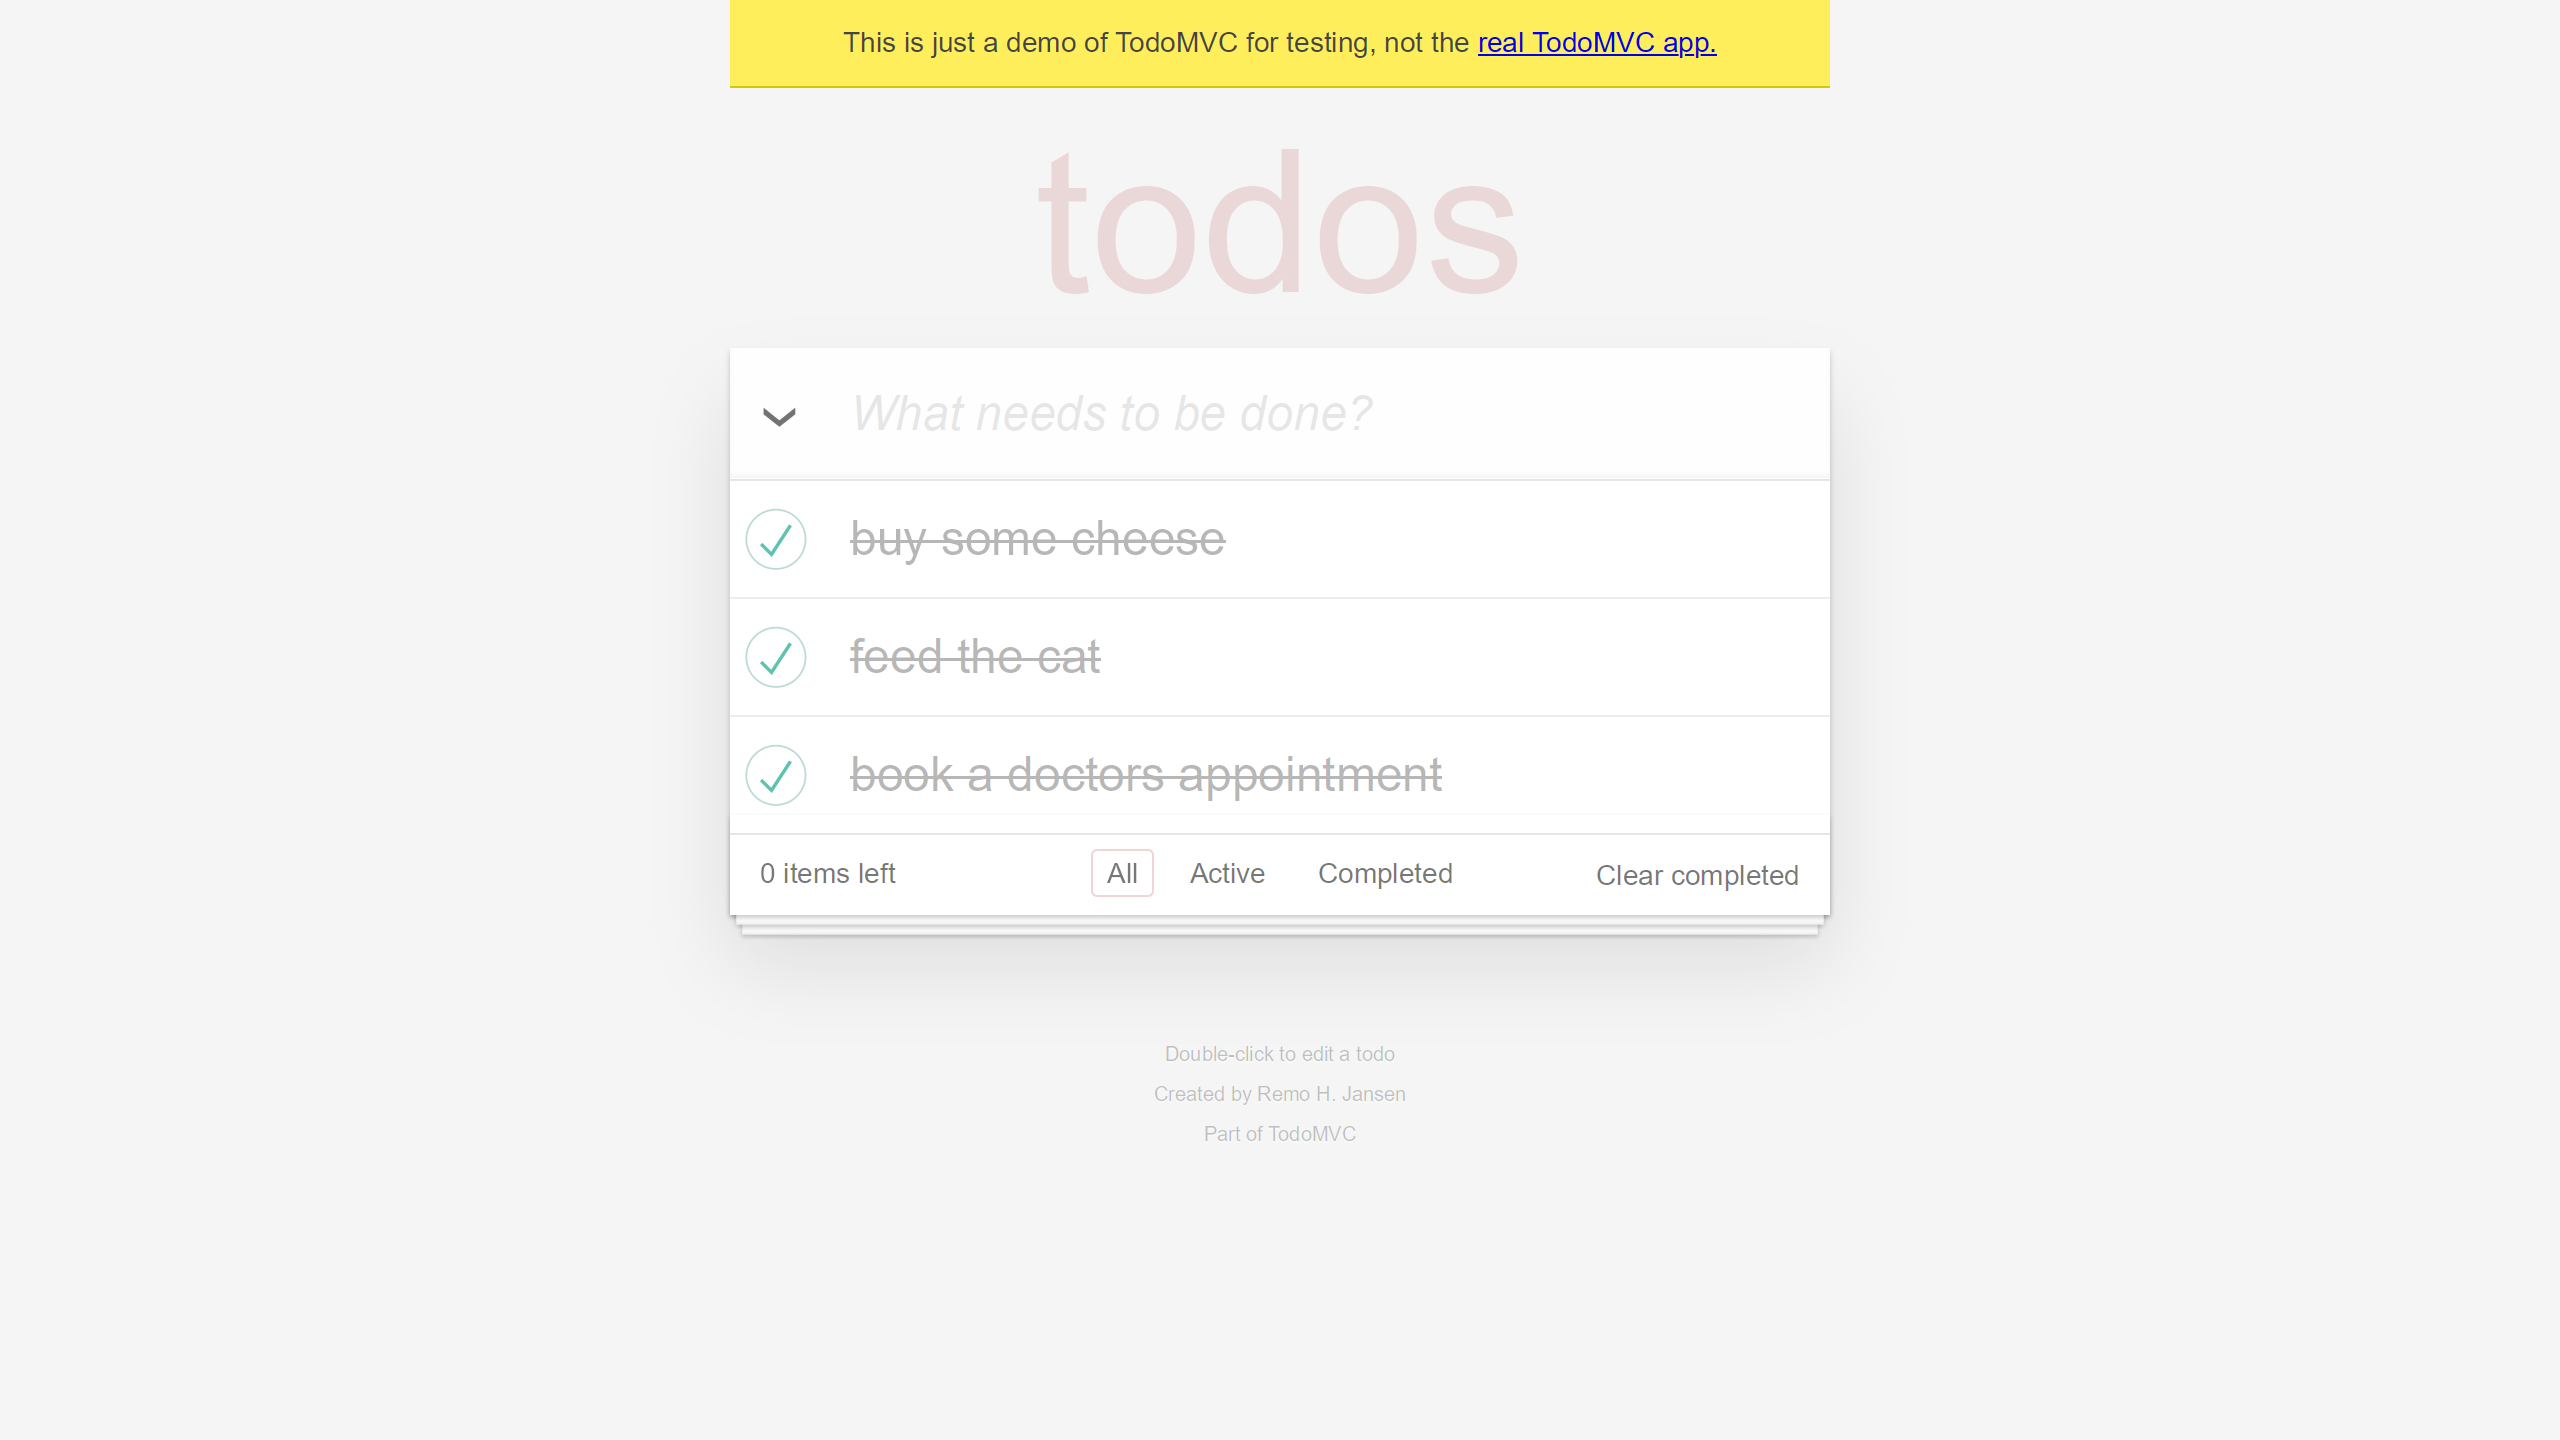 This is just a demo of TodoMVC for testing, not the real TodoMVC app.
todos
What needs to be done?
buy some cheese
feed the cat
book a doctors appointment
0 items left All Active Completed Clear completed
Double-click to edit a todo
Created by Remo H. Jansen
Part of TodoMVC